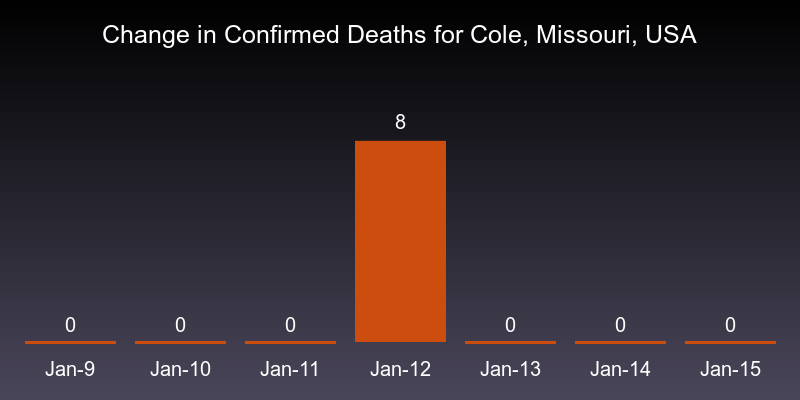 Change in Confirmed Deaths for Cole, Missouri, USA
8
0 0 0 0 0 0
Jan-9 Jan-10 Jan-11 Jan-12 Jan-13 Jan-14 Jan-15